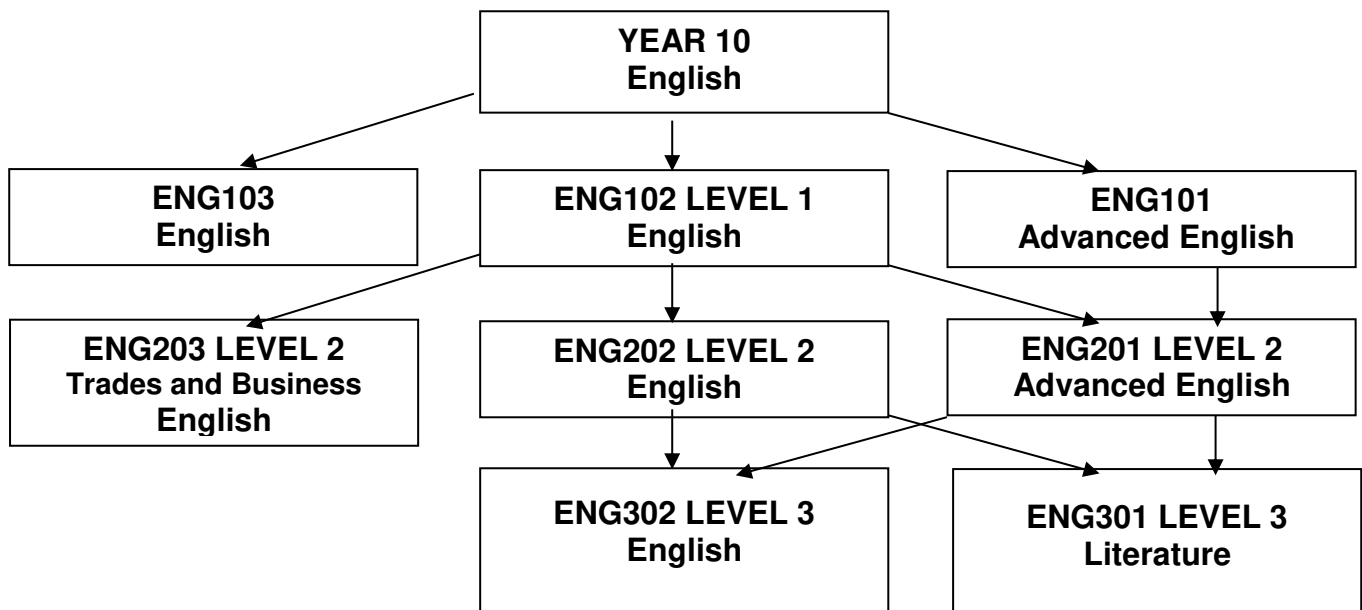 YEAR 10
English
ENG103
English
ENG102 LEVEL 1
English
ENG101
Advanced English
ENG203 LEVEL 2
Trades and Business
English
ENG202 LEVEL 2
English
ENG201 LEVEL 2
Advanced English
ENG302 LEVEL 3
English
ENG301 LEVEL 3
Literature